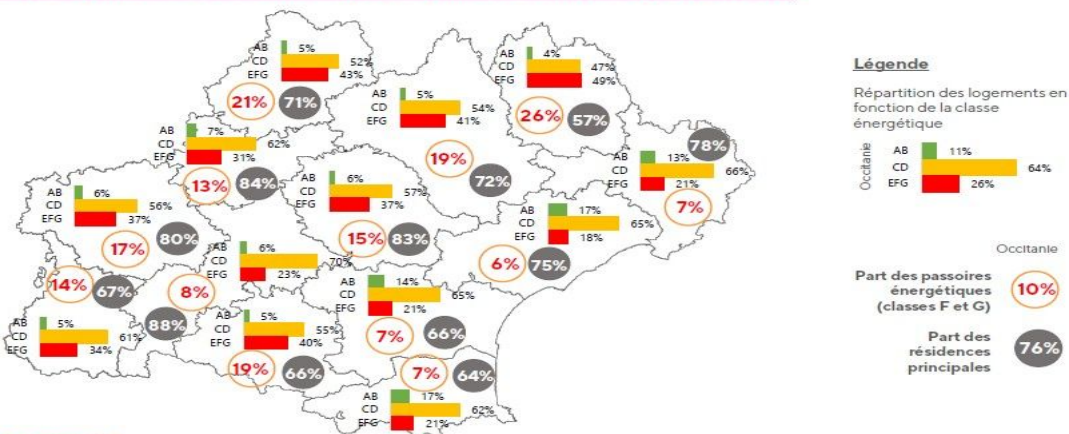 AB 5%
CD 52%
EFG 43%
21% 71%
AB 5%
CD 54%
EFG 41%
19%
72%
AB 4%
CD 47%
EFG 49%
26% 57%
78%
AB 13%
CD 66%
EFG 21%
7%
AB 7%
CD 62%
EFG 31%
13% 84%
AB 6%
CD 57%
EFG 37%
15% 83%
AB 17%
CD 65%
EFG 18%
6% 75%
AB 6%
CD 56%
EFG 37%
17% 80%
AB 6%
CD 70%
EFG 23%
8%
88%
14% 67%
AB 5%
CD 61%
EFG 34%
AB 5%
CD 55%
EFG 40%
19% 66%
AB 14%
CD 65%
EFG 21%
7% 66%
7% 64%
AB 17%
CD 62%
EFG 21%
Légende
Répartition des logements en
fonction de la classe
énergétique
Occitanie
AB 11%
CD 64%
EFG 26%
Occitanie
Part des passoires
énergétiques
(classes F et G)
10%
Part des
résidences
principales
76%